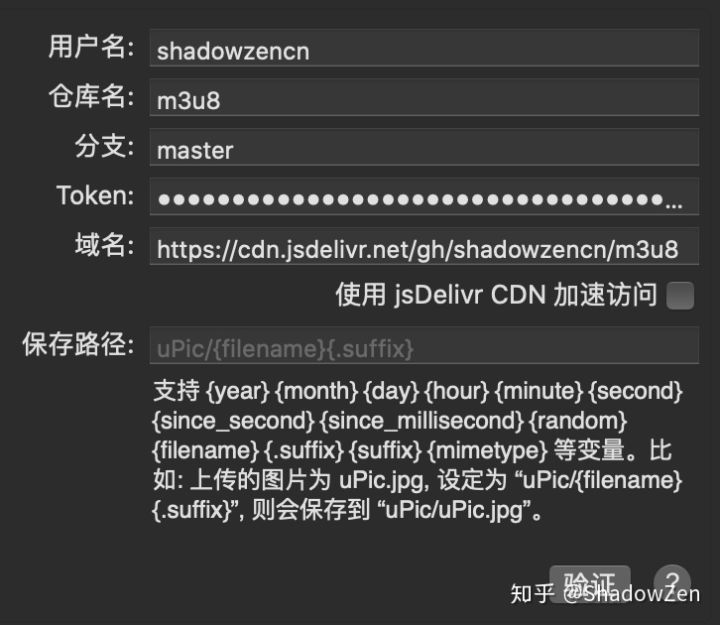 用户名: shadowzencn
仓库名: m3u8
分支: master
Token: ●●●●●●●●●●●●●●●●●●●●●●●●●●●●●●●●●●...
域名: https://cdn.jsdelivr.net/gh/shadowzencn/m3u8
使用 jsDelivr CDN 加速访问
保存路径: uPic/{filename}{.suffix}
支持 {year} {month} {day} {hour} {minute} {second}
{since_second} {since_millisecond} {random}
{filename} {.suffix} {suffix} {mimetype} 等变量。比
如: 上传的图片为 uPic.jpg, 设定为 “uPic/{filename}
{.suffix}”, 则会保存到 “uPic/uPic.jpg”。
验证 ?
知乎 @ShadowZen